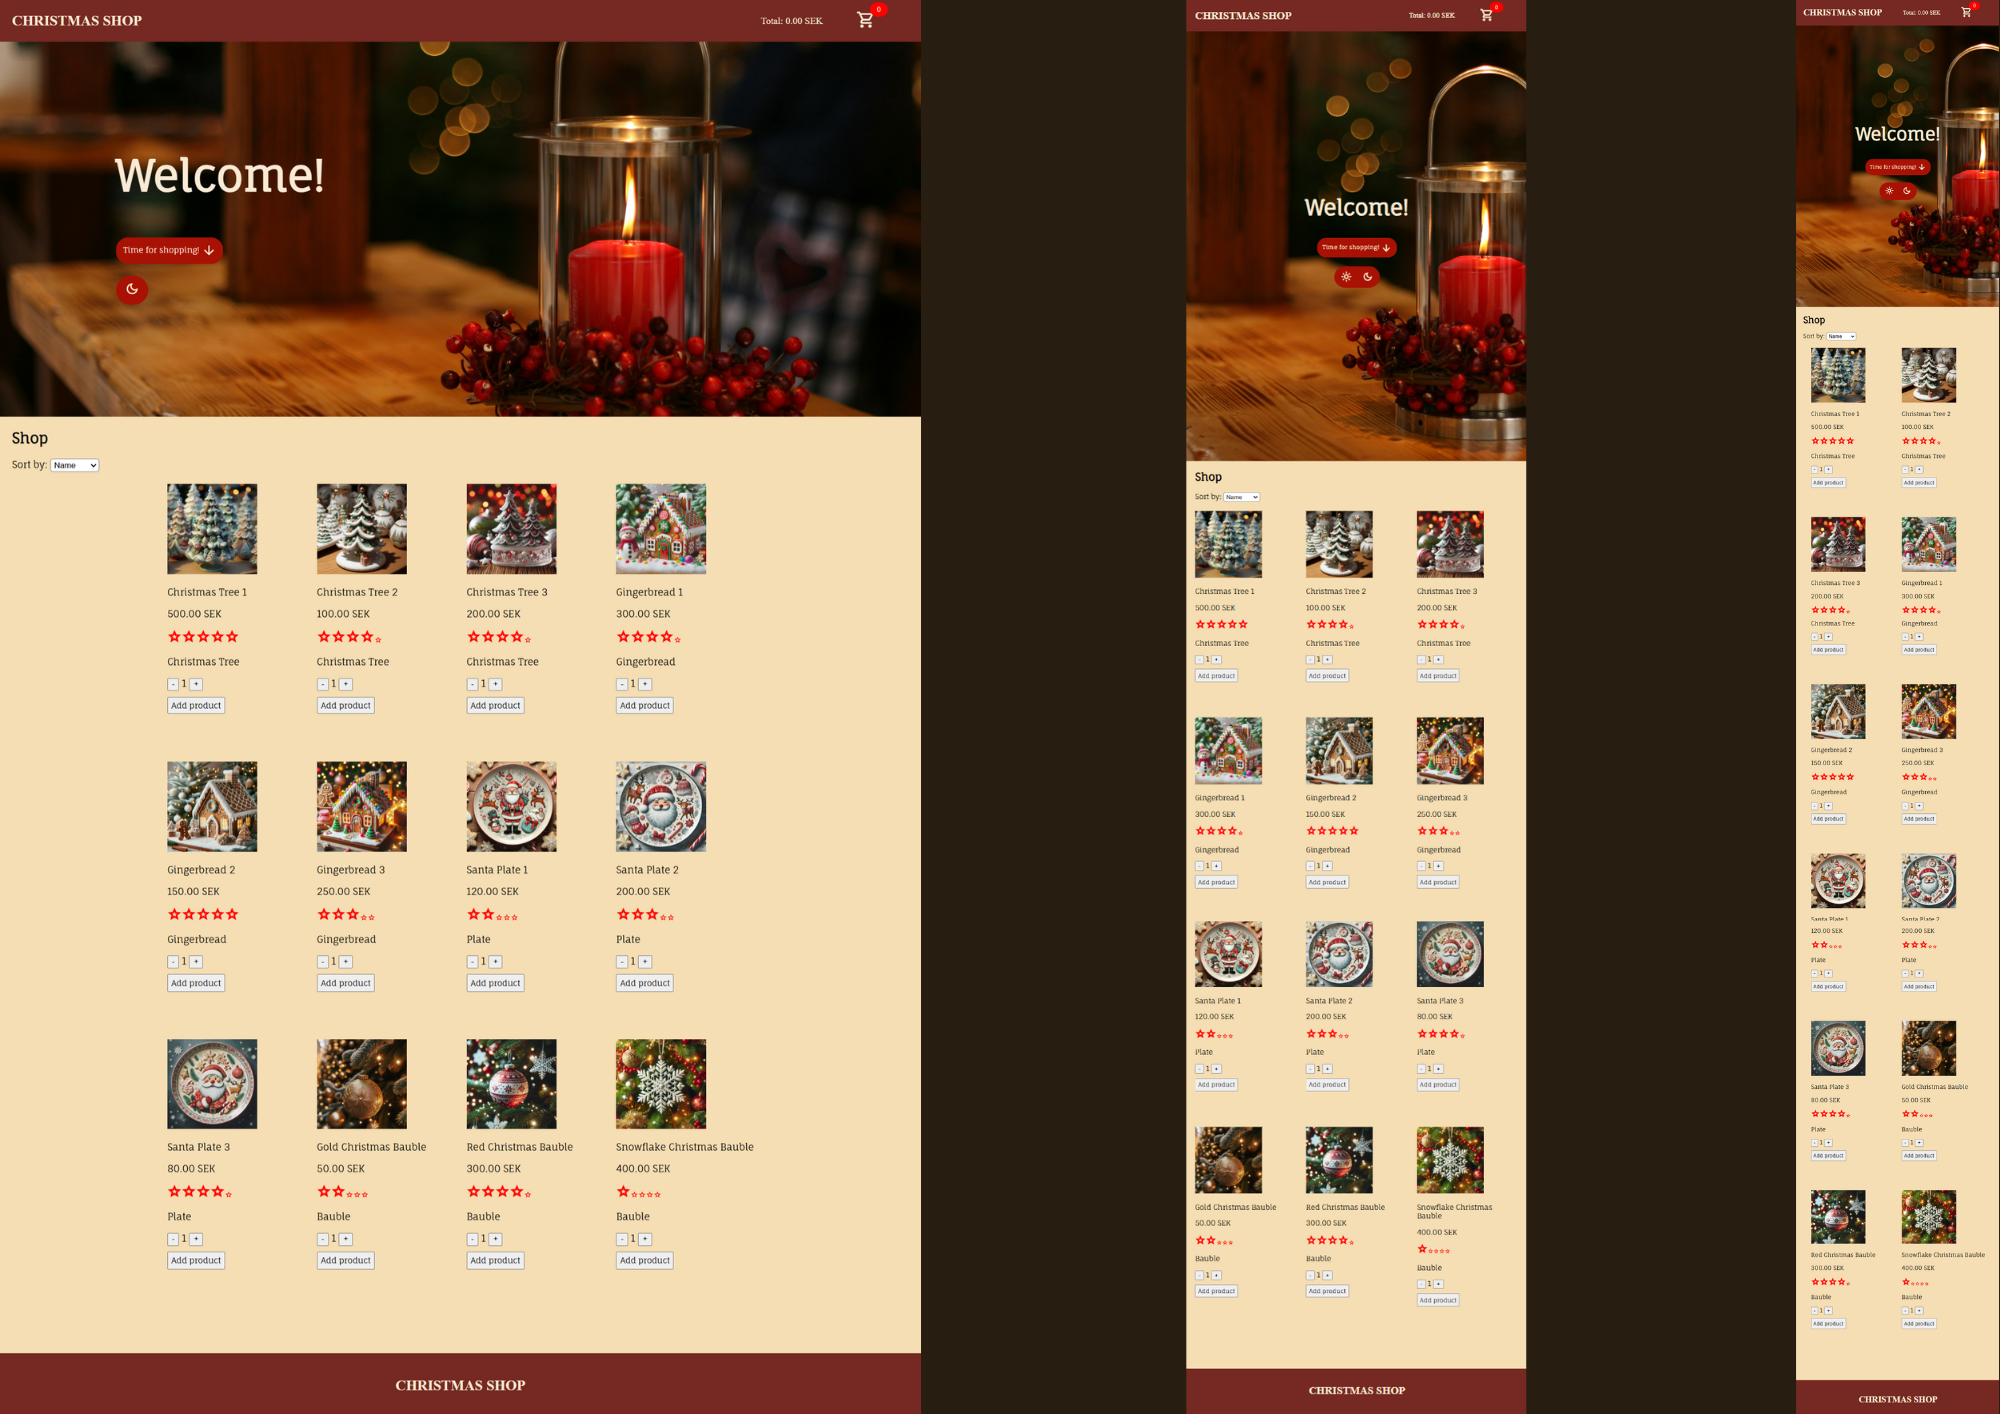 CHRISTMAS SHOP
Total: 0.00 SEK
0
Welcome!
Time for shopping!
Shop
Sort by: Name
Christmas Tree 1 Christmas Tree 2 Christmas Tree 3 Gingerbread 1
500.00 SEK 100.00 SEK 200.00 SEK 300.00 SEK
Christmas Tree Christmas Tree Christmas Tree Gingerbread
- 1 + - 1 + - 1 + - 1 +
Add product Add product Add product Add product
Gingerbread 2 Gingerbread 3 Santa Plate 1 Santa Plate 2
150.00 SEK 250.00 SEK 120.00 SEK 200.00 SEK
Gingerbread Gingerbread Plate Plate
- 1 + - 1 + - 1 + - 1 +
Add product Add product Add product Add product
Santa Plate 3 Gold Christmas Bauble Red Christmas Bauble Snowflake Christmas Bauble
80.00 SEK 50.00 SEK 300.00 SEK 400.00 SEK
Plate Bauble Bauble Bauble
- 1 + - 1 + - 1 + - 1 +
Add product Add product Add product Add product
CHRISTMAS SHOP
CHRISTMAS SHOP
Total: 0.00 SEK
0
Welcome!
Time for shopping!
Shop
Sort by: Name
Christmas Tree 1 Christmas Tree 2 Christmas Tree 3
500.00 SEK 100.00 SEK 200.00 SEK
Christmas Tree Christmas Tree Christmas Tree
- 1 + - 1 + - 1 +
Add product Add product Add product
Gingerbread 1 Gingerbread 2 Gingerbread 3
300.00 SEK 150.00 SEK 250.00 SEK
Gingerbread Gingerbread Gingerbread
- 1 + - 1 + - 1 +
Add product Add product Add product
Santa Plate 1 Santa Plate 2 Santa Plate 3
120.00 SEK 200.00 SEK 80.00 SEK
Plate Plate Plate
- 1 + - 1 + - 1 +
Add product Add product Add product
Gold Christmas Bauble Red Christmas Bauble Snowflake Christmas
Bauble
50.00 SEK 300.00 SEK 400.00 SEK
Bauble Bauble Bauble
- 1 + - 1 + - 1 +
Add product Add product Add product
CHRISTMAS SHOP
CHRISTMAS SHOP
Total: 0.00 SEK
0
Welcome!
Time for shopping!
Shop
Sort by: Name
Christmas Tree 1 Christmas Tree 2
500.00 SEK 100.00 SEK
Christmas Tree Christmas Tree
- 1 + - 1 +
Add product Add product
Christmas Tree 3 Gingerbread 1
200.00 SEK 300.00 SEK
Christmas Tree Gingerbread
- 1 + - 1 +
Add product Add product
Gingerbread 2 Gingerbread 3
150.00 SEK 250.00 SEK
Gingerbread Gingerbread
- 1 + - 1 +
Add product Add product
Santa Plate 1 Santa Plate 2
120.00 SEK 200.00 SEK
Plate Plate
- 1 + - 1 +
Add product Add product
Santa Plate 3 Gold Christmas Bauble
80.00 SEK 50.00 SEK
Plate Bauble
- 1 + - 1 +
Add product Add product
Red Christmas Bauble Snowflake Christmas Bauble
300.00 SEK 400.00 SEK
Bauble Bauble
- 1 + - 1 +
Add product Add product
CHRISTMAS SHOP